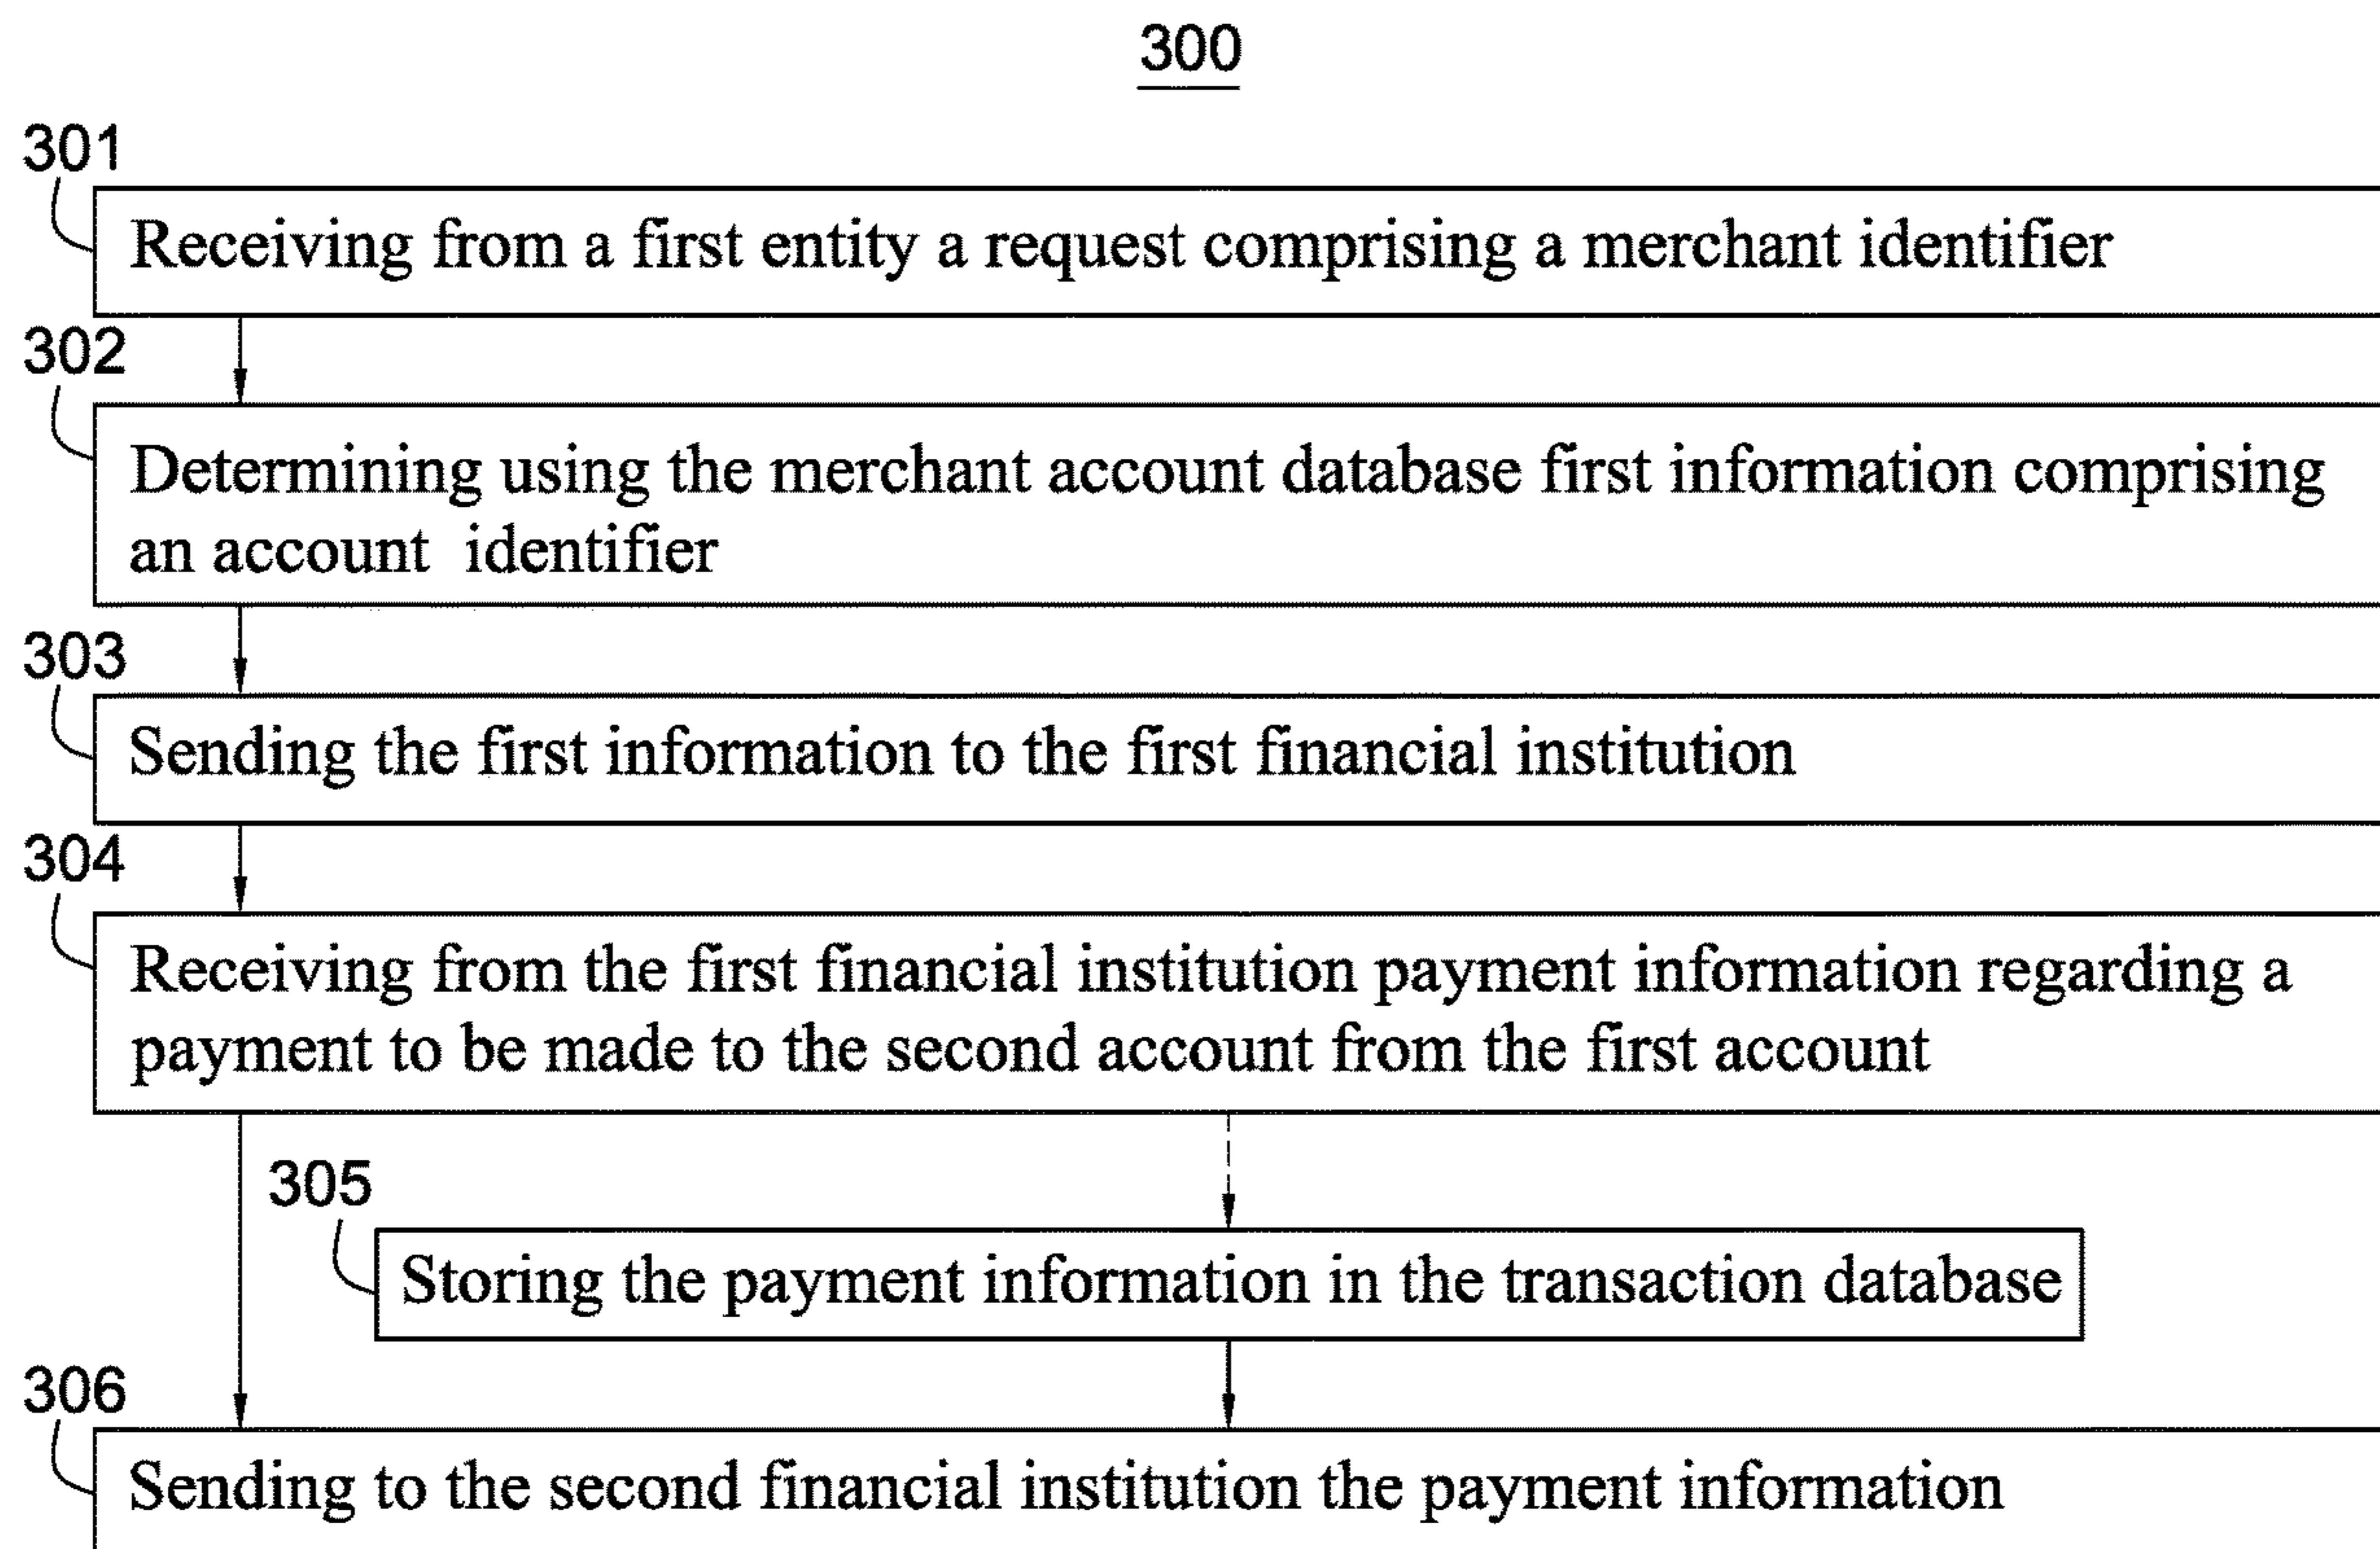 300
301
Receiving from a first entity a request comprising a merchant identifier
302
Determining using the merchant account database first information comprising
an account identifier
303
Sending the first information to the first financial institution
304
Receiving from the first financial institution payment information regarding a
payment to be made to the second account from the first account
305
Storing the payment information in the transaction database
306
Sending to the second financial institution the payment information